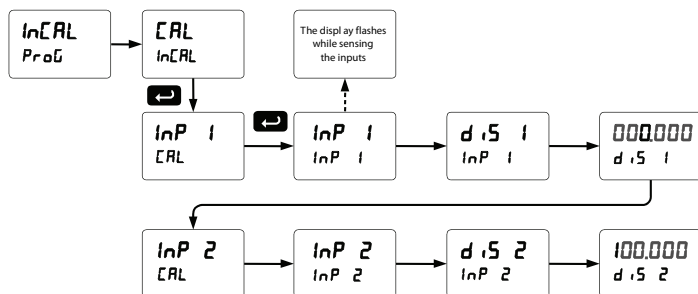 InCAL
ProG
CAL
InCAL
The displ ay flashes
while sensing
the inputs
InP 1
CAL
InP 1
InP 1
diS 1
InP 1
000.000
diS 1
InP 2
CAL
InP 2
InP 2
diS 2
InP 2
100.000
diS 2